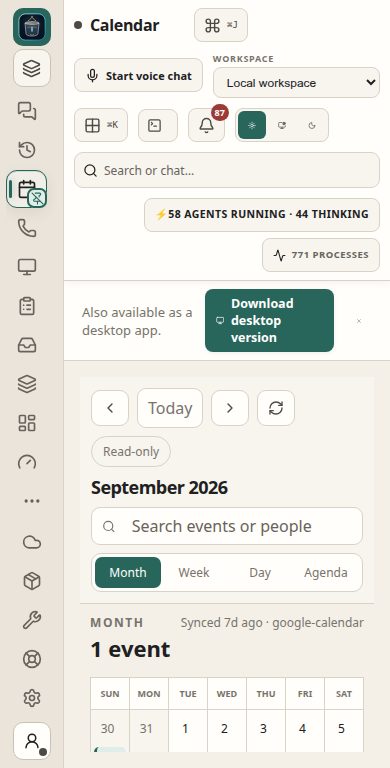 Calendar
⌘J
Start voice chat
WORKSPACE
Local workspace
⌘K
87
Search or chat...
⚡58 AGENTS RUNNING · 44 THINKING
771 PROCESSES
Also available as a
desktop app.
Download
desktop
version
×
Today
Read-only
September 2026
Search events or people
Month Week Day Agenda
MONTH Synced 7d ago · google-calendar
1 event
SUN MON TUE WED THU FRI SAT
30 31 1 2 3 4 5